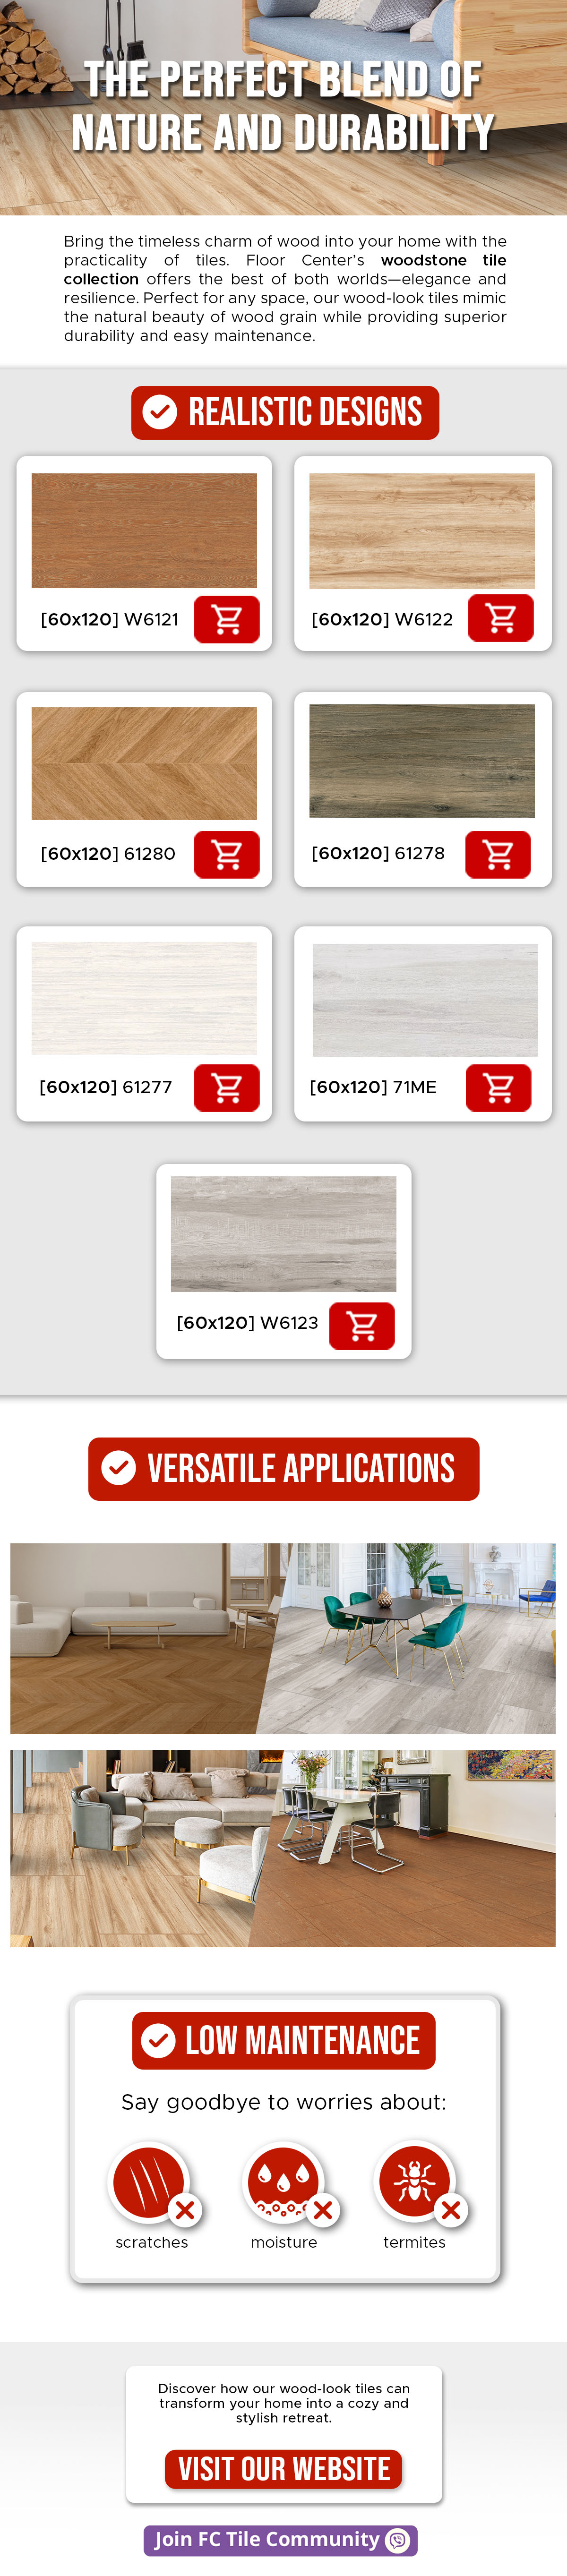 THE PERFECT BLEND OF
NATURE AND DURABILITY
Bring the timeless charm of wood into your home with the
practicality of tiles. Floor Center's woodstone tile
collection offers the best of both worlds—elegance and
resilience. Perfect for any space, our wood-look tiles mimic
the natural beauty of wood grain while providing superior
durability and easy maintenance.
REALISTIC DESIGNS
[60x120] W6121
[60x120] W6122
[60x120] 61280
[60x120] 61278
[60x120] 61277
[60x120] 71ME
[60x120] W6123
VERSATILE APPLICATIONS
LOW MAINTENANCE
Say goodbye to worries about:
scratches
moisture
termites
Discover how our wood-look tiles can
transform your home into a cozy and
stylish retreat.
VISIT OUR WEBSITE
Join FC Tile Community